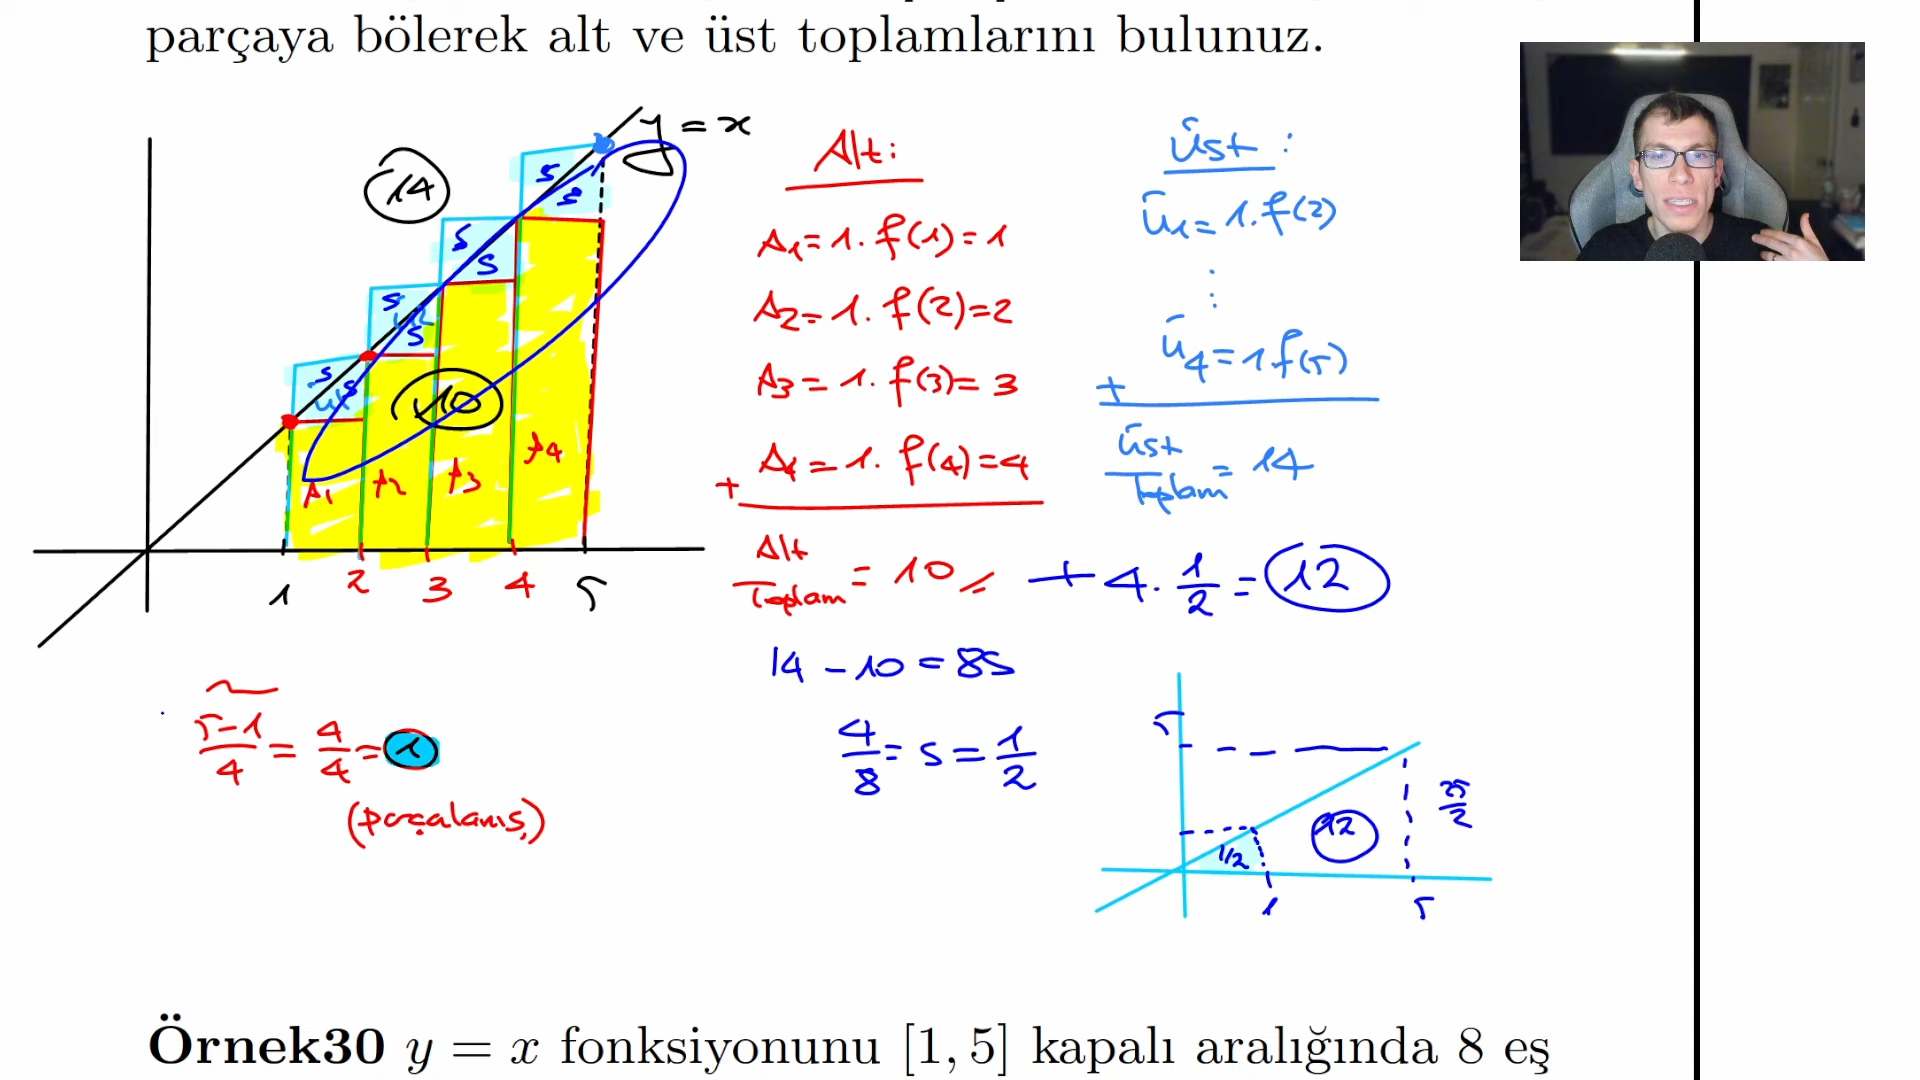 parçaya bölerek alt ve üst toplamlarını bulunuz.
y = x
14
S
S
S
S
S
S
S
S
10
A1 A2 A3 A4
1 2 3 4 5
5-1/4 = 4/4 = 1
(parçalanış)
Alt:
A1 = 1. f(1) = 1
A2 = 1. f(2) = 2
A3 = 1. f(3) = 3
A4 = 1. f(4) = 4
+
Alt Toplam = 10 + 4. 1/2 = 12
14 - 10 = 8S
4/8 = S = 1/2
Üst:
Ü1 = 1. f(2)
⋮
Ü4 = 1. f(5)
+
Üst Toplam = 14
5
1/2
12
25/2
1 5
Örnek30 y = x fonksiyonunu [1, 5] kapalı aralığında 8 eş